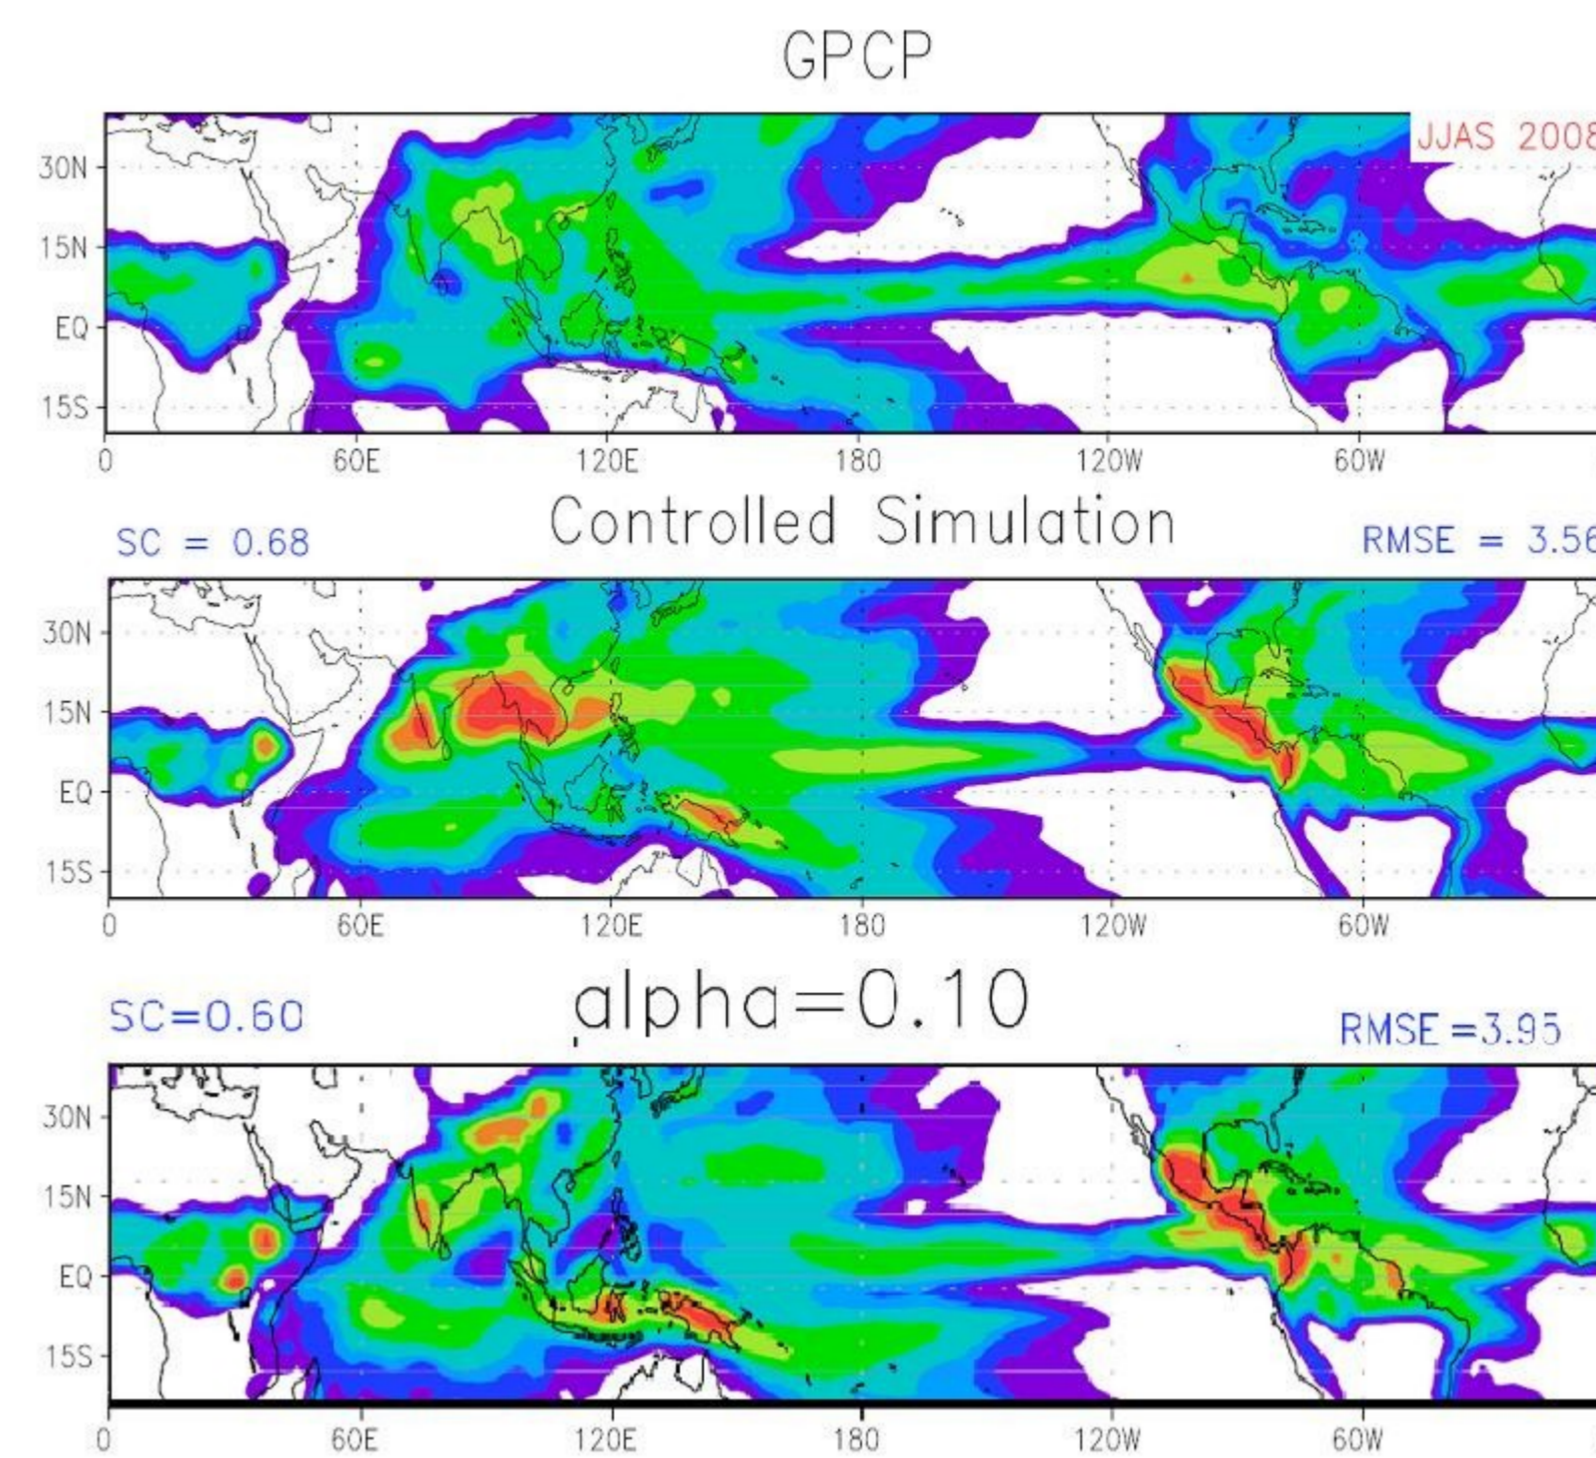 GPCP
JJAS 2008
30N
15N
EQ
15S
0 60E 120E 180 120W 60W
SC = 0.68 Controlled Simulation RMSE = 3.56
30N
15N
EQ
15S
0 60E 120E 180 120W 60W
SC=0.60 alpha=0.10 RMSE =3.95
30N
15N
EQ
15S
0 60E 120E 180 120W 60W